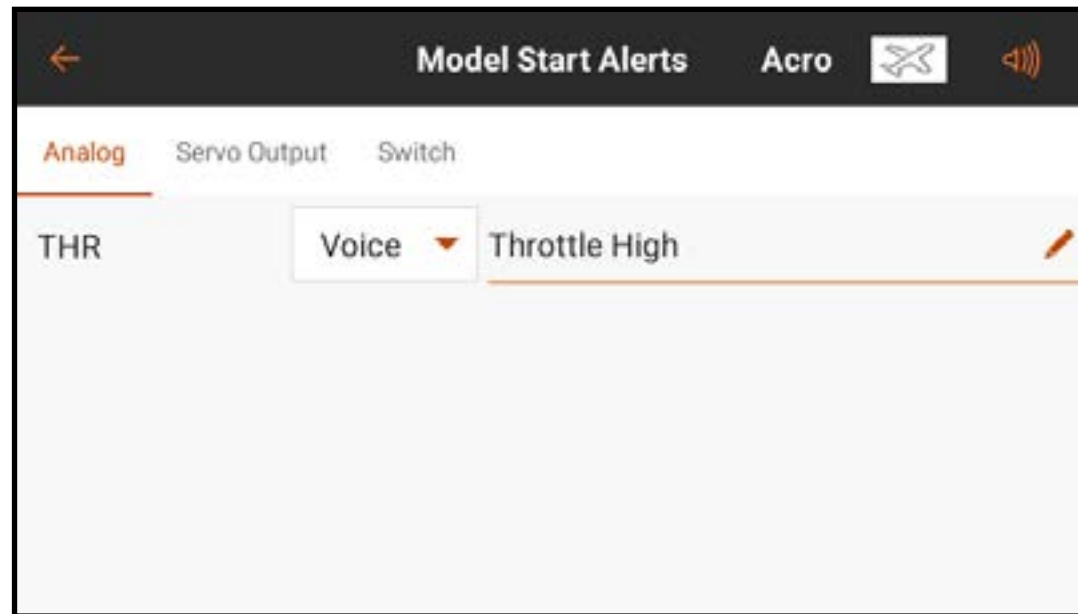 Model Start Alerts Acro
Analog Servo Output Switch
THR Voice Throttle High